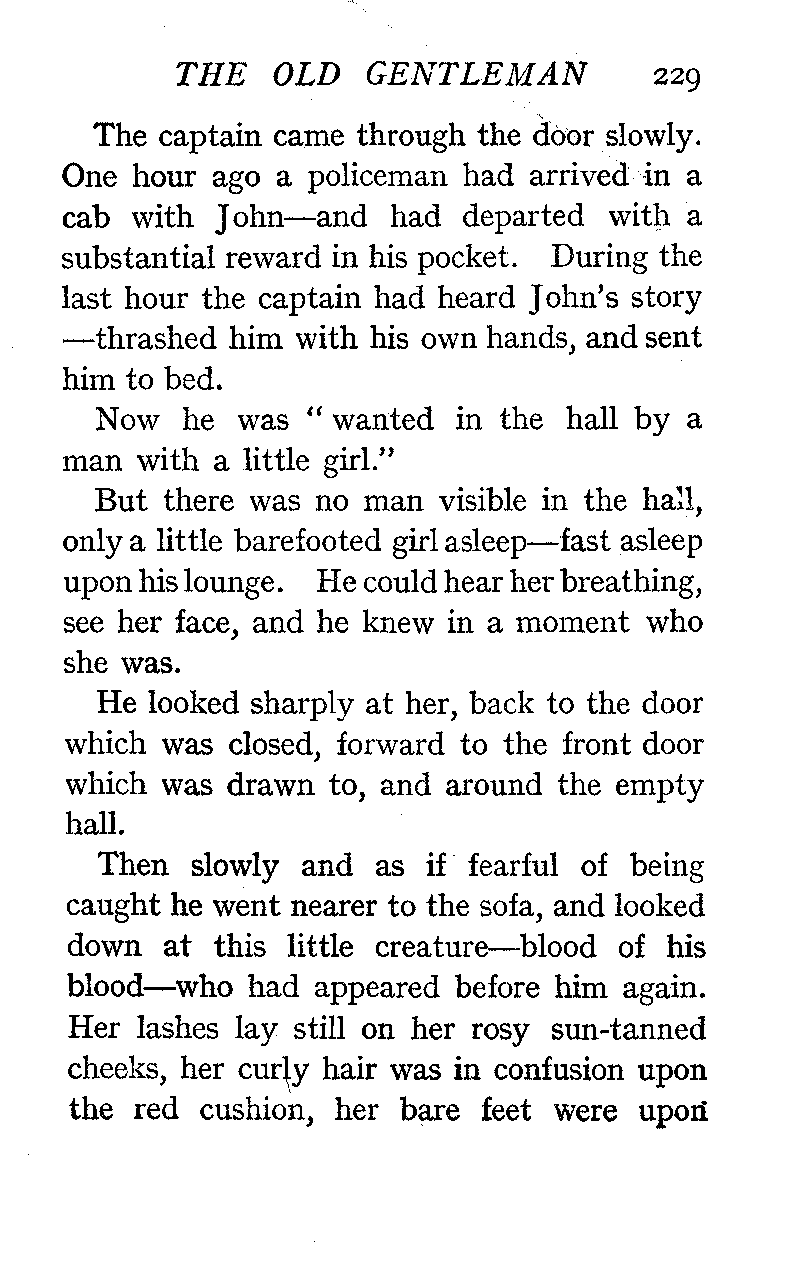 THE OLD GENTLEMAN 229
The captain came through the door slowly.
One hour ago a policeman had arrived in a
cab with John—and had departed with a
substantial reward in his pocket. During the
last hour the captain had heard John's story
—thrashed him with his own hands, and sent
him to bed.
Now he was " wanted in the hall by a
man with a little girl."
But there was no man visible in the hall,
only a little barefooted girl asleep—fast asleep
upon his lounge. He could hear her breathing,
see her face, and he knew in a moment who
she was.
He looked sharply at her, back to the door
which was closed, forward to the front door
which was drawn to, and around the empty
hall.
Then slowly and as if fearful of being
caught he went nearer to the sofa, and looked
down at this little creature—blood of his
blood—who had appeared before him again.
Her lashes lay still on her rosy sun-tanned
cheeks, her curly hair was in confusion upon
the red cushion, her bare feet were upon